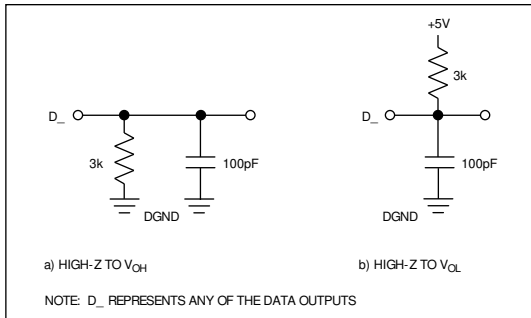 +5V
3k
D_
D_
3k
100pF
100pF
DGND
DGND
a) HIGH-Z TO VOH
b) HIGH-Z TO VOL
NOTE: D_ REPRESENTS ANY OF THE DATA OUTPUTS